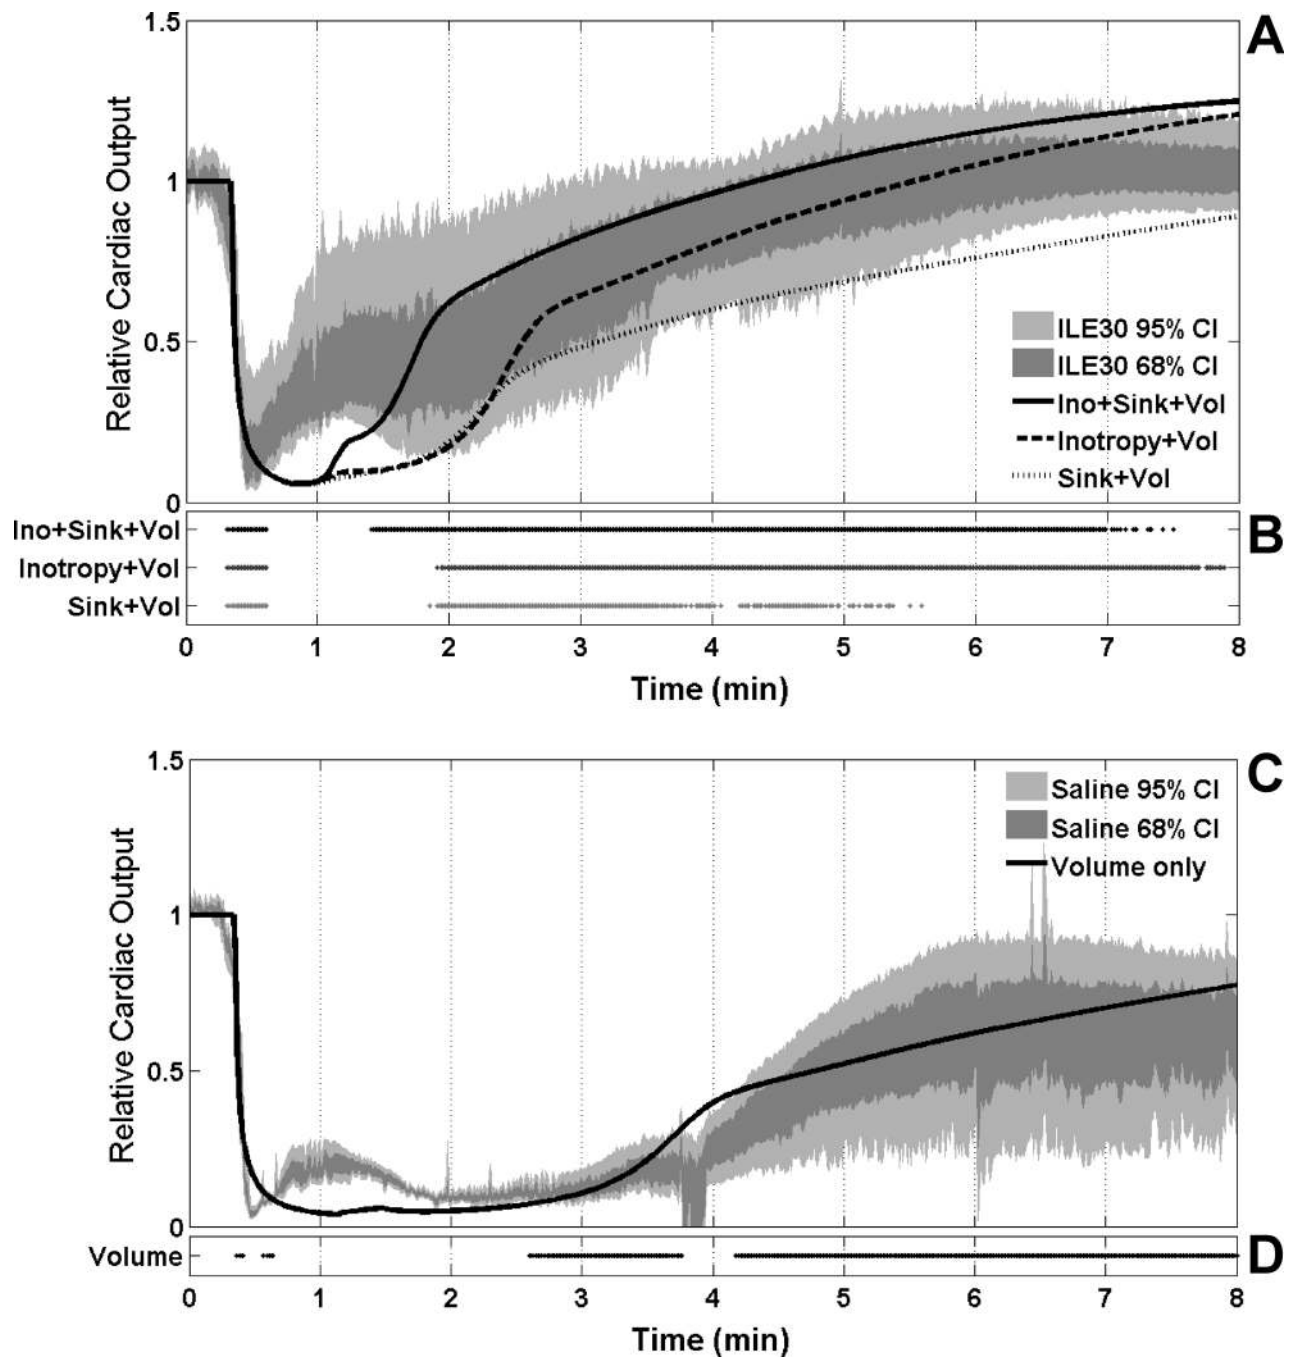 A
1.5
1
0.5
0
Relative Cardiac Output
ILE30 95% CI
ILE30 68% CI
Ino+Sink+Vol
Inotropy+Vol
Sink+Vol
B
Ino+Sink+Vol
Inotropy+Vol
Sink+Vol
0 1 2 3 4 5 6 7 8
Time (min)
C
1.5
1
0.5
0
Relative Cardiac Output
Saline 95% CI
Saline 68% CI
Volume only
D
Volume
0 1 2 3 4 5 6 7 8
Time (min)